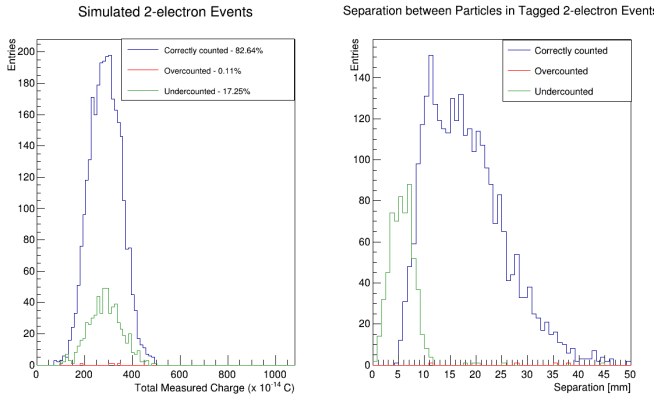 Simulated 2-electron Events
Entries
200
180
160
140
120
100
80
60
40
20
0
Correctly counted - 82.64%
Overcounted - 0.11%
Undercounted - 17.25%
0 200 400 600 800 1000
Total Measured Charge (x 10⁻¹⁴ C)
Separation between Particles in Tagged 2-electron Events
Entries
140
120
100
80
60
40
20
0
Correctly counted
Overcounted
Undercounted
0 5 10 15 20 25 30 35 40 45 50
Separation [mm]